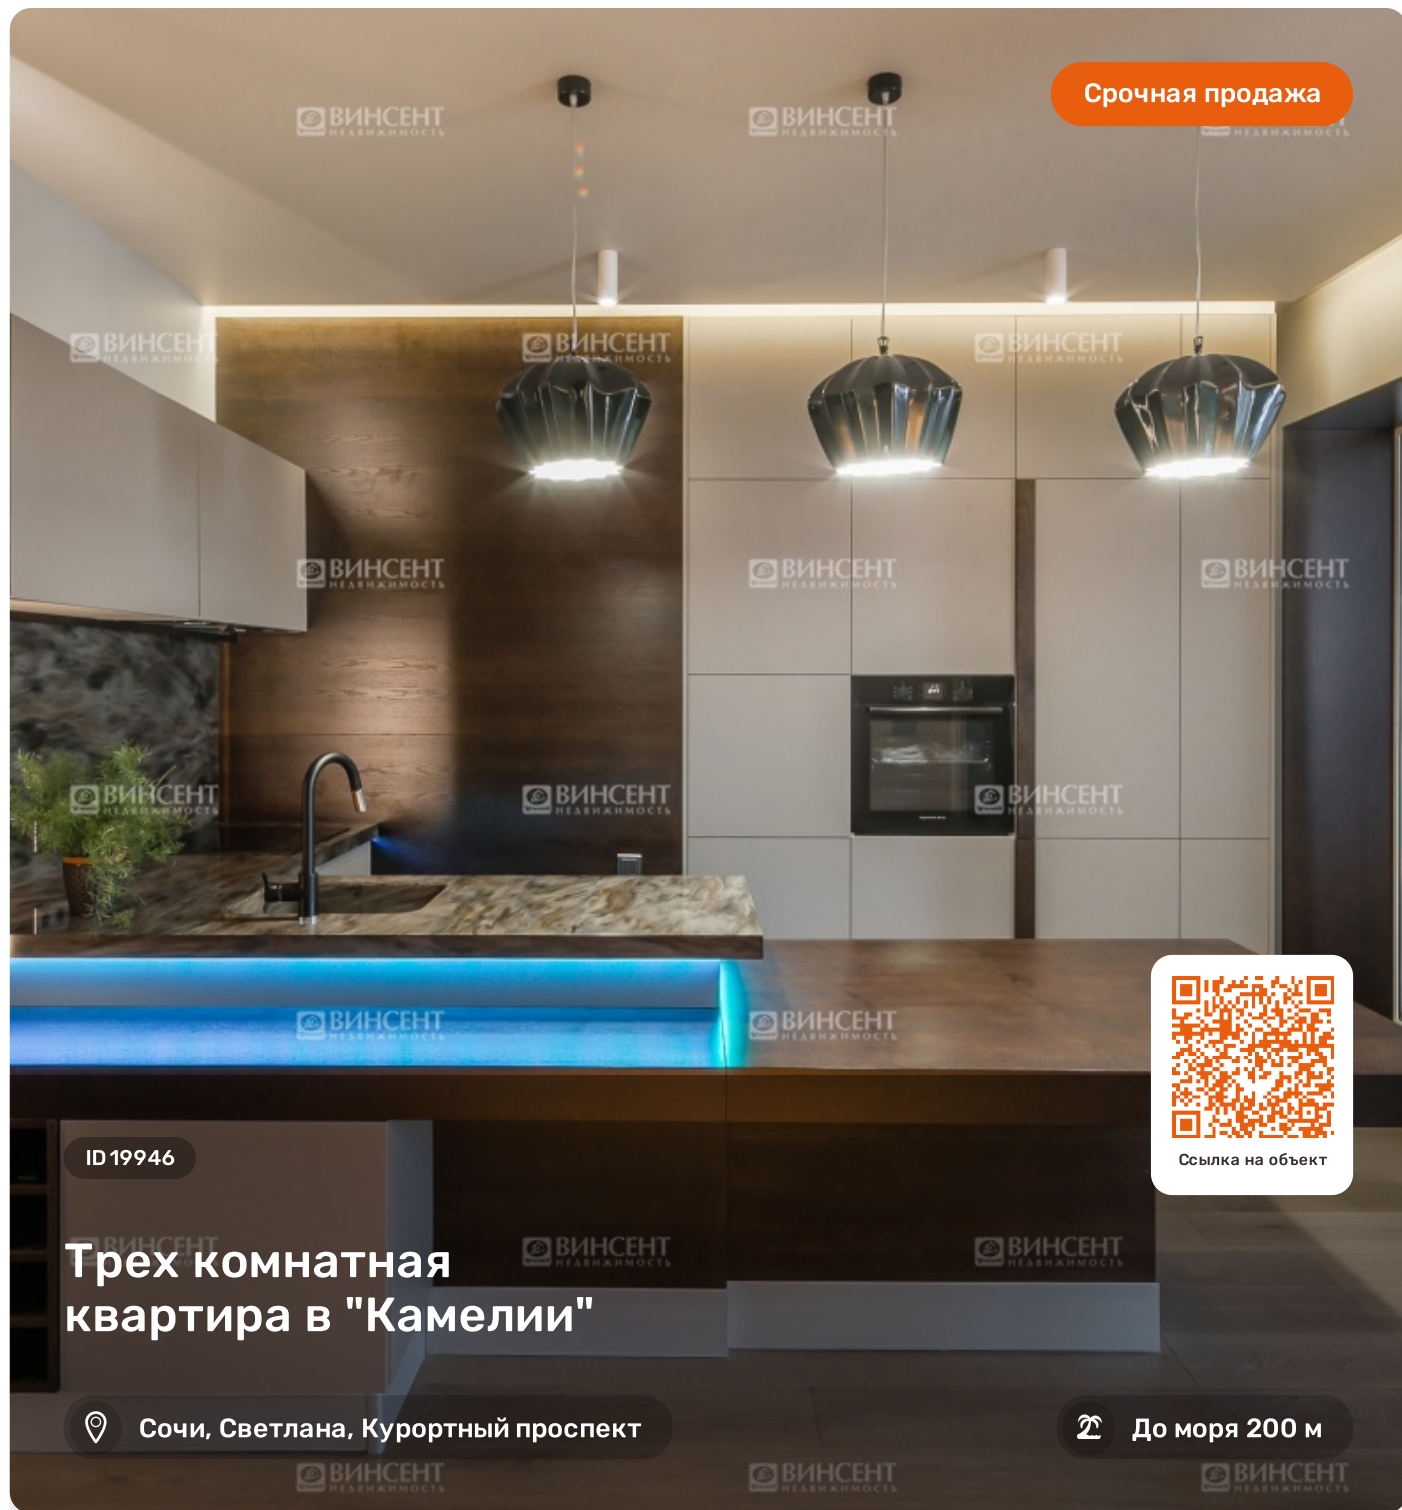 Срочная продажа
ВИНСЕНТ
НЕДВИЖИМОСТЬ
ID 19946
Ссылка на объект
Трех комнатная
квартира в "Камелии"
Сочи, Светлана, Курортный проспект
До моря 200 м